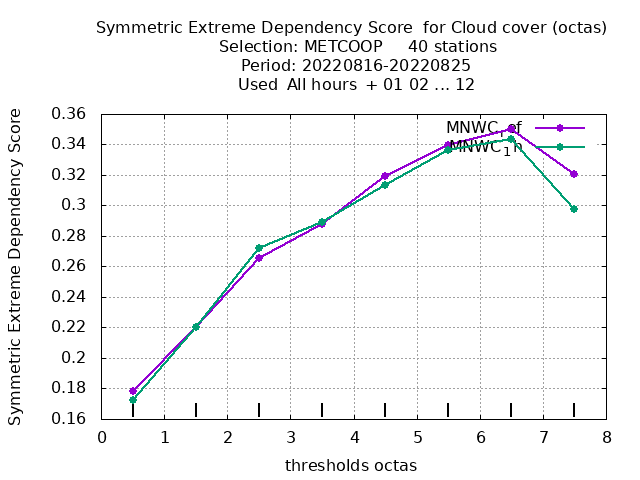 Symmetric Extreme Dependency Score for Cloud cover (octas)
Selection: METCOOP 40 stations
Period: 20220816-20220825
Used All hours + 01 02 ... 12
Symmetric Extreme Dependency Score
0.36
0.34
0.32
0.3
0.28
0.26
0.24
0.22
0.2
0.18
0.16
MNWC_ref
MNWC_1h
0 1 2 3 4 5 6 7 8
thresholds octas